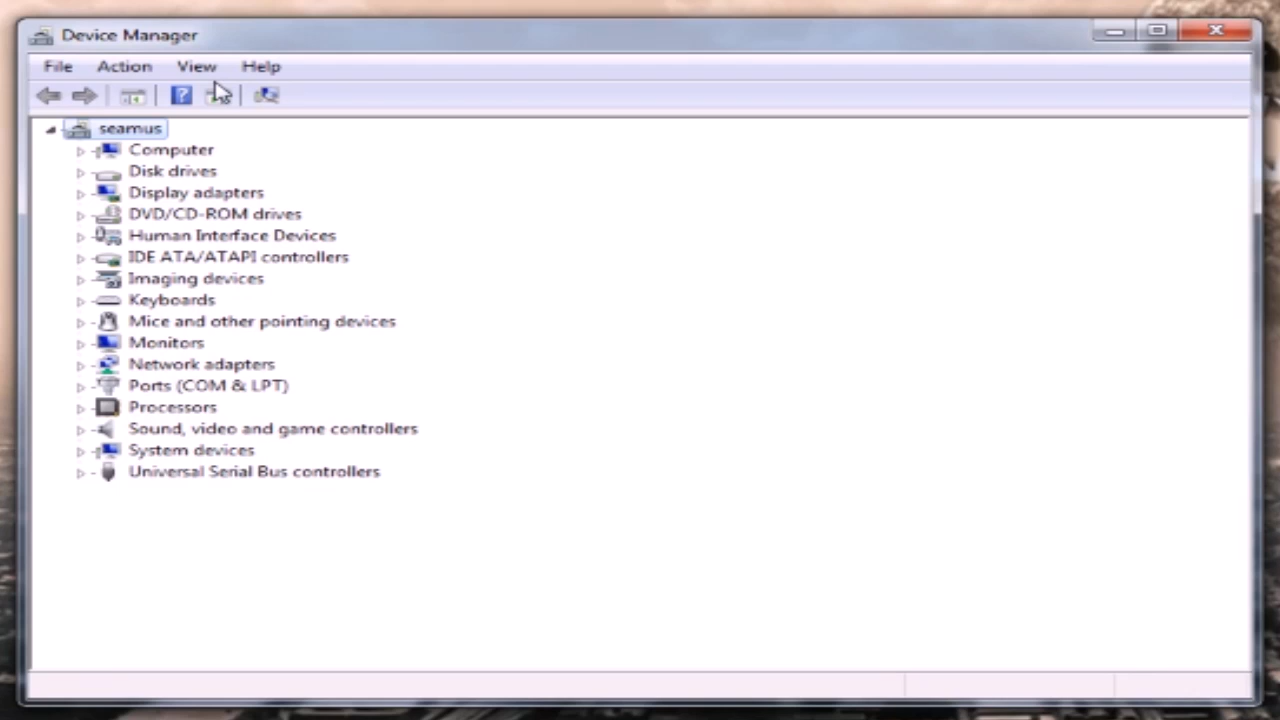 Device Manager
File Action View Help
seamus
Computer
Disk drives
Display adapters
DVD/CD-ROM drives
Human Interface Devices
IDE ATA/ATAPI controllers
Imaging devices
Keyboards
Mice and other pointing devices
Monitors
Network adapters
Ports (COM & LPT)
Processors
Sound, video and game controllers
System devices
Universal Serial Bus controllers